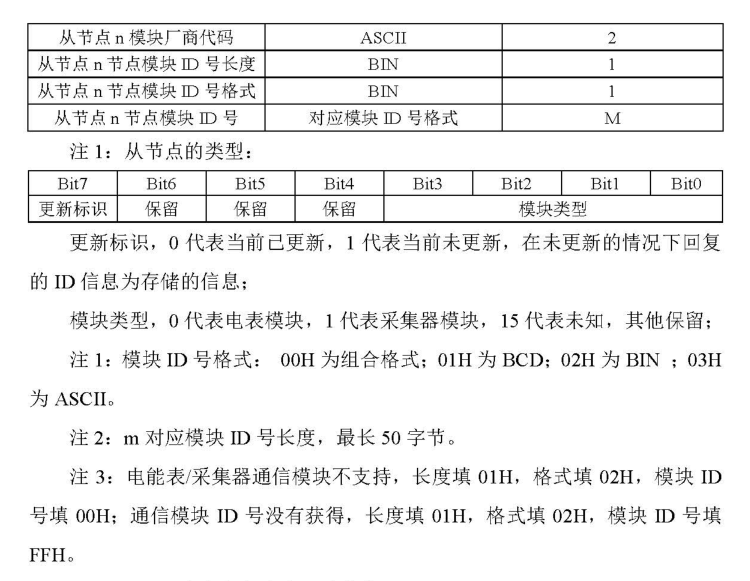 从节点 n 模块厂商代码 ASCII 2
从节点 n 节点模块 ID 号长度 BIN 1
从节点 n 节点模块 ID 号格式 BIN 1
从节点 n 节点模块 ID 号 对应模块 ID 号格式 M
注 1：从节点的类型：
Bit7 Bit6 Bit5 Bit4 Bit3 Bit2 Bit1 Bit0
更新标识 保留 保留 保留 模块类型
更新标识，0 代表当前已更新，1 代表当前未更新，在未更新的情况下回复
的 ID 信息为存储的信息；
模块类型，0 代表电表模块，1 代表采集器模块，15 代表未知，其他保留；
注 1：模块 ID 号格式： 00H 为组合格式；01H 为 BCD；02H 为 BIN ；03H
为 ASCII。
注 2：m 对应模块 ID 号长度，最长 50 字节。
注 3：电能表/采集器通信模块不支持，长度填 01H，格式填 02H，模块 ID
号填 00H；通信模块 ID 号没有获得，长度填 01H，格式填 02H，模块 ID 号填
FFH。